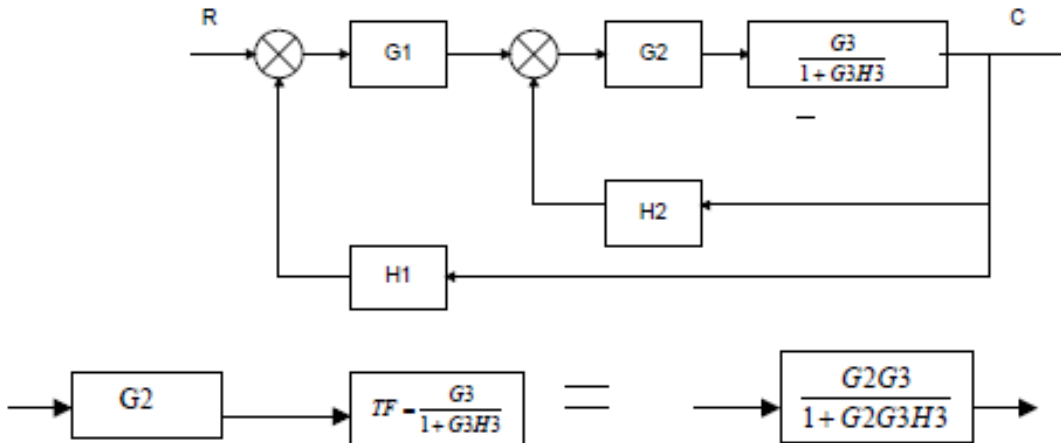 R C
G1 G2 G3 / 1 + G3H3
−
H2
H1
G2 TF = G3 / 1 + G3H3 = G2G3 / 1 + G2G3H3